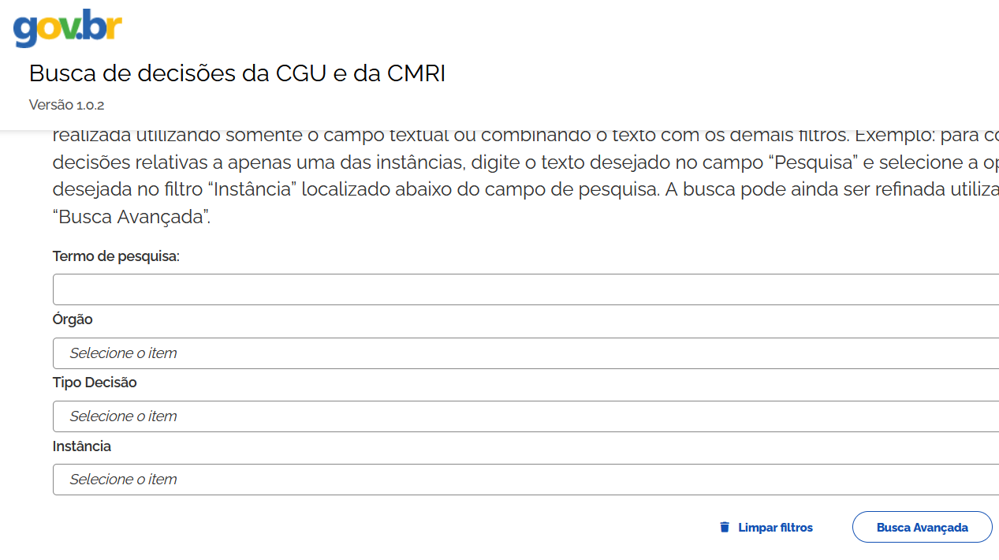 gov.br
Busca de decisões da CGU e da CMRI
Versão 1.0.2
realizada utilizando somente o campo textual ou combinando o texto com os demais filtros. Exemplo: para
decisões relativas a apenas uma das instâncias, digite o texto desejado no campo “Pesquisa” e selecione a
desejada no filtro “Instância” localizado abaixo do campo de pesquisa. A busca pode ainda ser refinada
“Busca Avançada”.
Termo de pesquisa:
Órgão
Selecione o item
Tipo Decisão
Selecione o item
Instância
Selecione o item
Limpar filtros
Busca Avançada